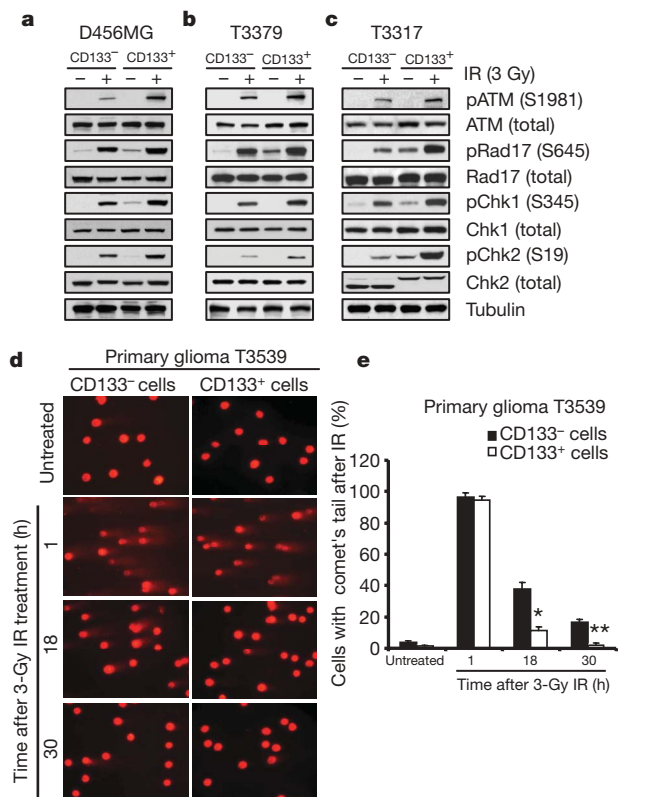 a
D456MG
CD133– CD133+
– + – +
b
T3379
CD133– CD133+
– + – +
c
T3317
CD133– CD133+
– + – +
IR (3 Gy)
pATM (S1981)
ATM (total)
pRad17 (S645)
Rad17 (total)
pChk1 (S345)
Chk1 (total)
pChk2 (S19)
Chk2 (total)
Tubulin
d
Primary glioma T3539
CD133– cells CD133+ cells
Untreated
Time after 3-Gy IR treatment (h)
1
18
30
e
Primary glioma T3539
CD133– cells
CD133+ cells
Cells with comet's tail after IR (%)
120
100
80
60
40
20
0
*
**
Untreated 1 18 30
Time after 3-Gy IR (h)